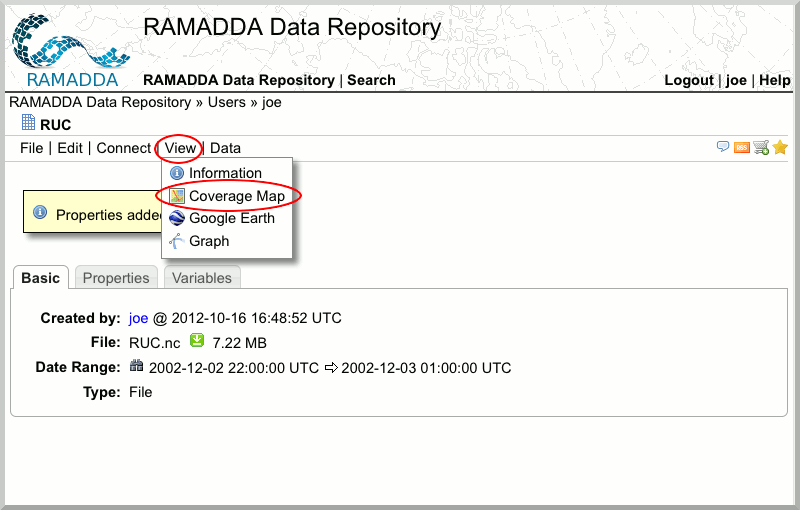 RAMADDA Data Repository
RAMADDA
RAMADDA Data Repository | Search
Logout | joe | Help
RAMADDA Data Repository » Users » joe
RUC
File | Edit | Connect | View | Data
Information
Coverage Map
Google Earth
Graph
Properties added
Basic
Properties
Variables
Created by: joe @ 2012-10-16 16:48:52 UTC
File: RUC.nc 7.22 MB
Date Range: 2002-12-02 22:00:00 UTC ⇨ 2002-12-03 01:00:00 UTC
Type: File